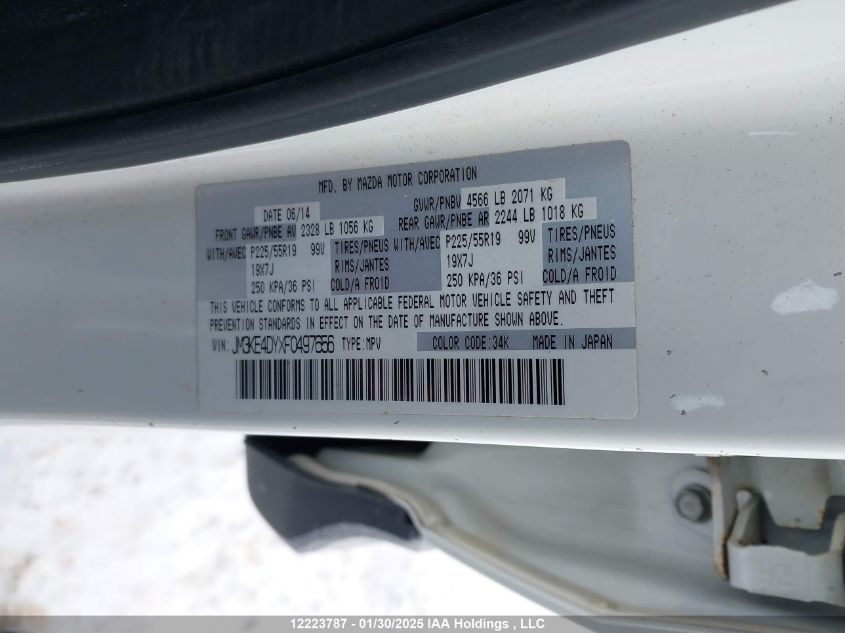 MFD. BY MAZDA MOTOR CORPORATION
DATE 06/14 GVWR/PNBV 4566 LB 2071 KG
FRONT GAWR/PNBE AV 2328 LB 1056 KG REAR GAWR/PNBE AR 2244 LB 1018 KG
WITH/AVEC P225/55R19 99V TIRES/PNEUS WITH/AVEC P225/55R19 99V TIRES/PNEUS
19X7J RIMS/JANTES 19X7J RIMS/JANTES
250 KPA/36 PSI COLD/A FROID 250 KPA/36 PSI COLD/A FROID
THIS VEHICLE CONFORMS TO ALL APPLICABLE FEDERAL MOTOR VEHICLE SAFETY AND THEFT
PREVENTION STANDARDS IN EFFECT ON THE DATE OF MANUFACTURE SHOWN ABOVE.
VIN: JM3KE4DYXF0497656 TYPE: MPV COLOR CODE: 34K MADE IN JAPAN
12223787 - 01/30/2025 IAA Holdings , LLC